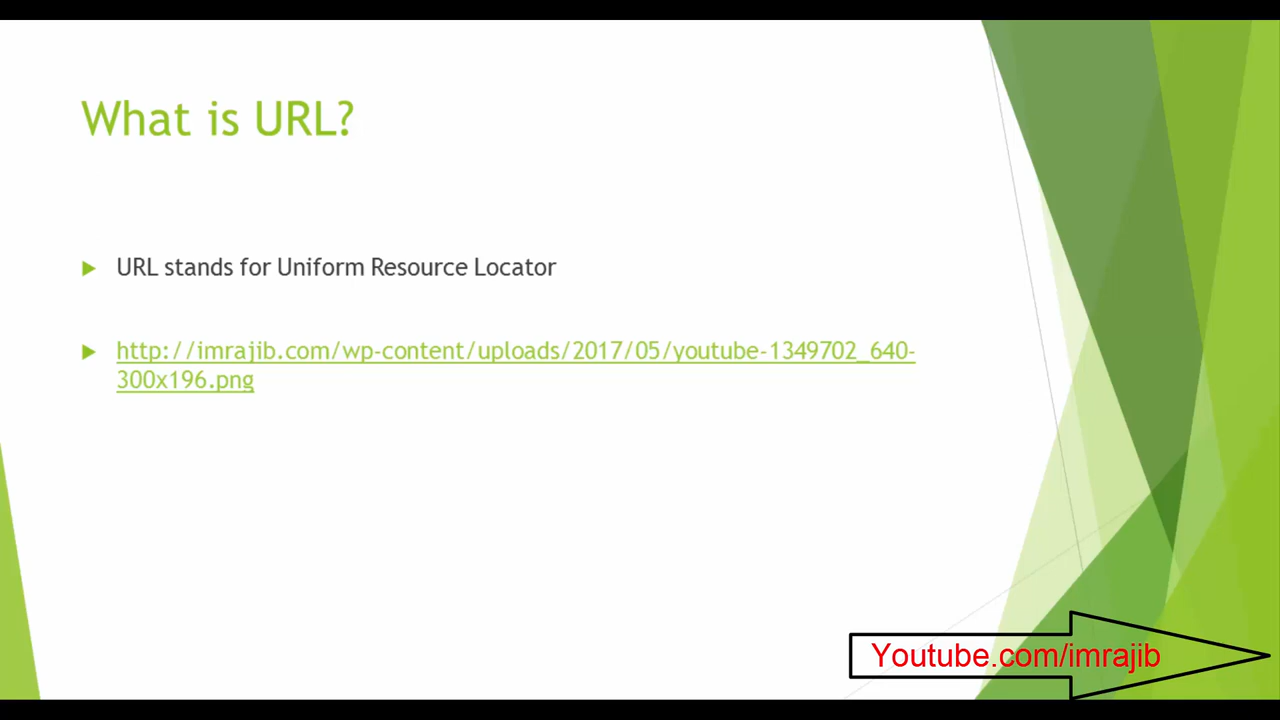 What is URL?
URL stands for Uniform Resource Locator
http://imrajib.com/wp-content/uploads/2017/05/youtube-1349702_640-
300x196.png
Youtube.com/imrajib